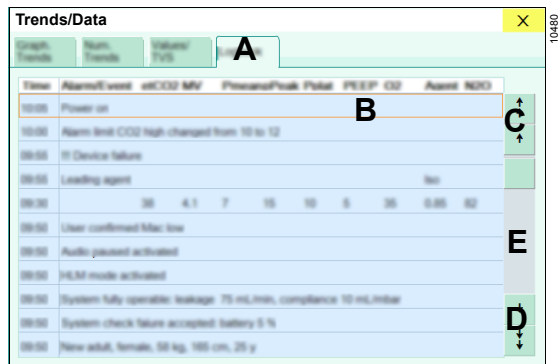 Trends/Data X
10480
Graph. Trends
Num. Trends
Values/ TVS
A
Time Alarm/Event etCO2 MV Pmean Peak Pplat PEEP O2 Agent N2O
10:05 Power on
B
C
10:00 Alarm limit CO2 high changed from 10 to 12
09:55 !!! Device failure
09:55 Leading agent Iso
09:30 38 4.1 7 15 10 5 35 0.85 62
09:50 User confirmed Mac low
E
09:50 Audio paused activated
09:50 HLM mode activated
09:50 System fully operable: leakage 75 mL/min, compliance 10 mL/mbar
D
09:50 System check failure accepted: battery 5 %
09:50 New adult, female, 58 kg, 165 cm, 25 y